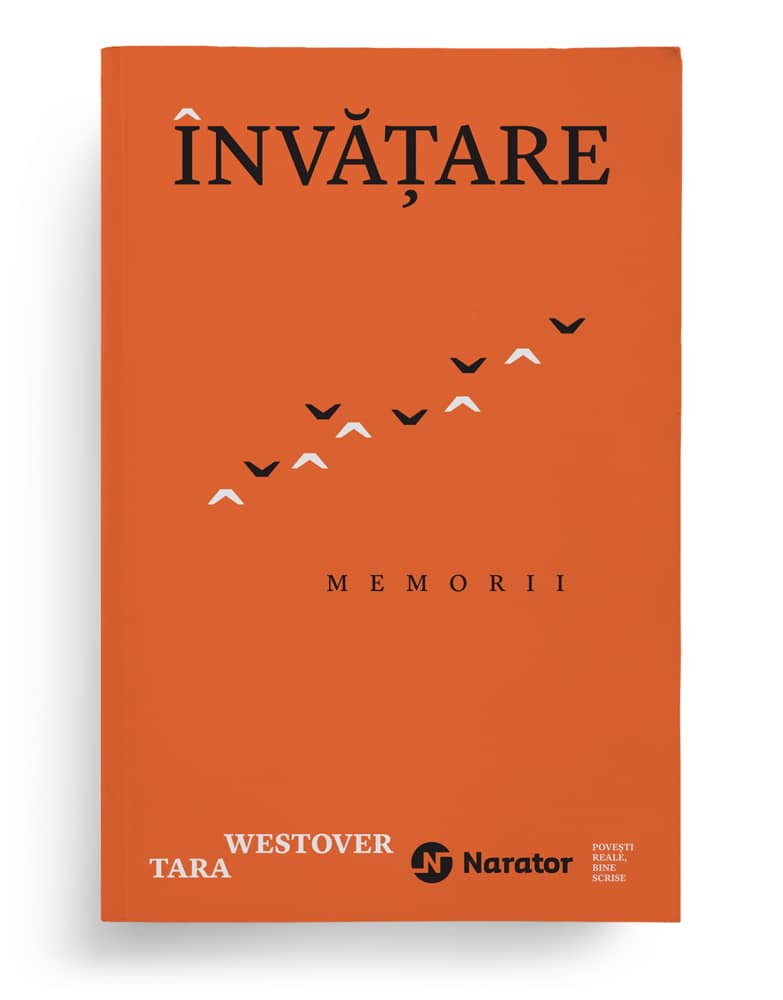 ÎNVĂȚARE
MEMORII
TARA WESTOVER
Narator
POVEȘTI
REALE,
BINE
SCRISE